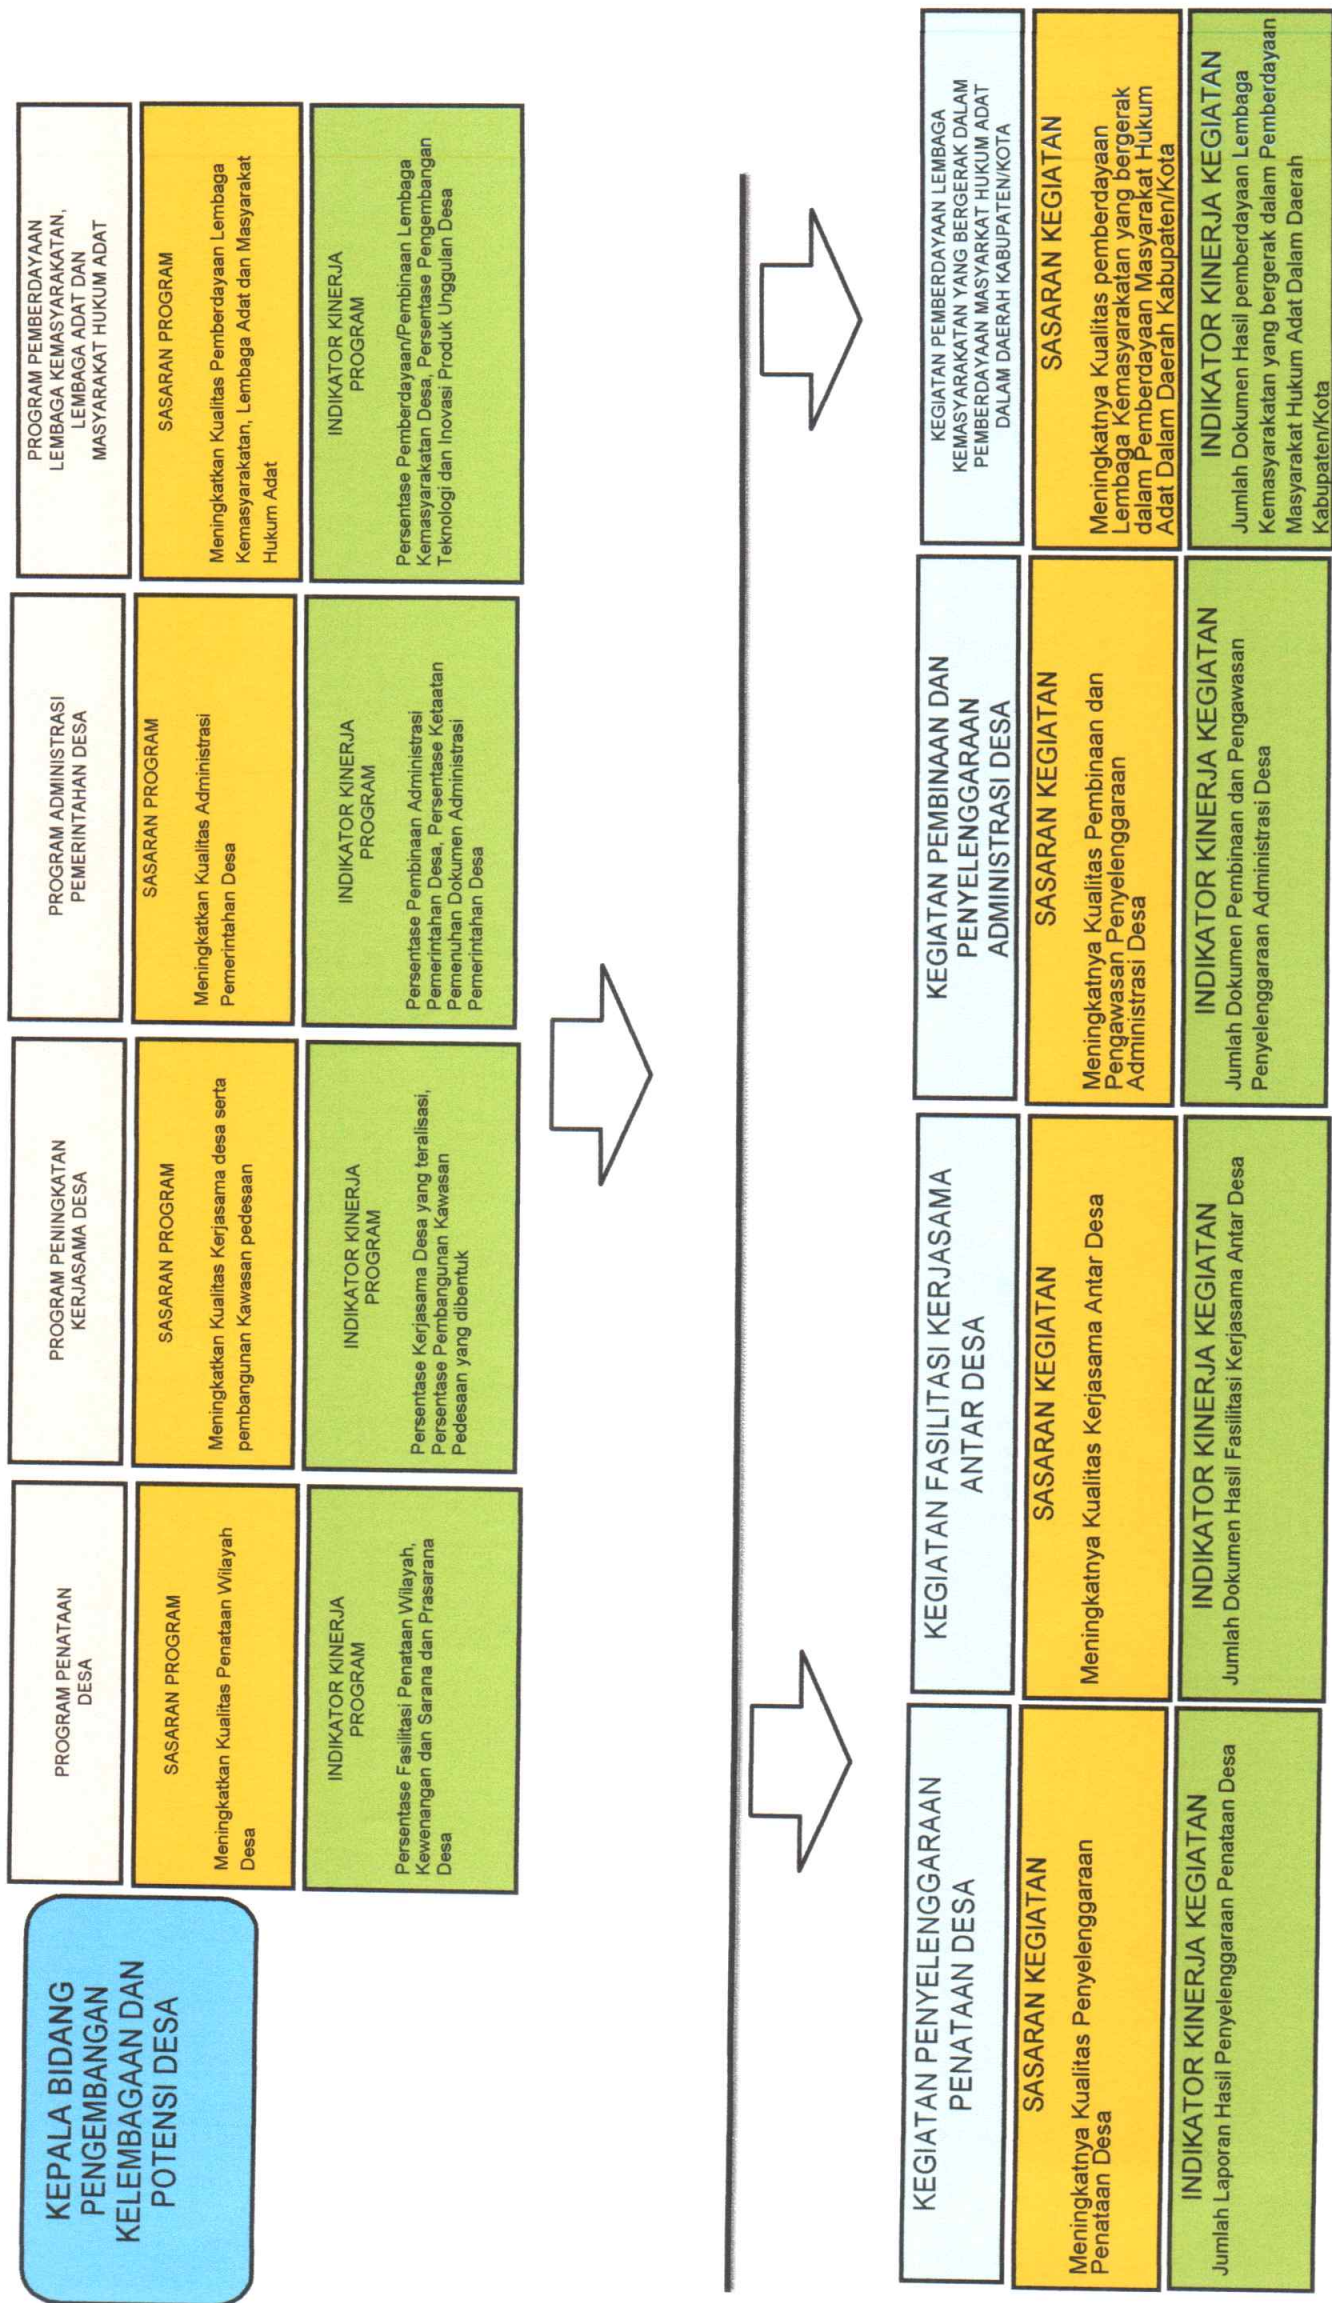 KEPALA BIDANG
PENGEMBANGAN
KELEMBAGAAN DAN
POTENSI DESA
PROGRAM PENATAAN
DESA
SASARAN PROGRAM
Meningkatkan Kualitas Penataan Wilayah
Desa
INDIKATOR KINERJA
PROGRAM
Persentase Fasilitasi Penataan Wilayah,
Kewenangan dan Sarana dan Prasarana
Desa
PROGRAM PENINGKATAN
KERJASAMA DESA
SASARAN PROGRAM
Meningkatkan Kualitas Kerjasama desa serta
pembangunan Kawasan pedesaan
INDIKATOR KINERJA
PROGRAM
Persentase Kerjasama Desa yang teralisasi,
Persentase Pembangunan Kawasan
Pedesaan yang dibentuk
PROGRAM ADMINISTRASI
PEMERINTAHAN DESA
SASARAN PROGRAM
Meningkatkan Kualitas Administrasi
Pemerintahan Desa
INDIKATOR KINERJA
PROGRAM
Persentase Pembinaan Administrasi
Pemerintahan Desa, Persentase Ketaatan
Pemenuhan Dokumen Administrasi
Pemerintahan Desa
PROGRAM PEMBERDAYAAN
LEMBAGA KEMASYARAKATAN,
LEMBAGA ADAT DAN
MASYARAKAT HUKUM ADAT
SASARAN PROGRAM
Meningkatkan Kualitas Pemberdayaan Lembaga
Kemasyarakatan, Lembaga Adat dan Masyarakat
Hukum Adat
INDIKATOR KINERJA
PROGRAM
Persentase Pemberdayaan/Pembinaan Lembaga
Kemasyarakatan Desa, Persentase Pengembangan
Teknologi dan Inovasi Produk Unggulan Desa
KEGIATAN PENYELENGGARAAN
PENATAAN DESA
SASARAN KEGIATAN
Meningkatnya Kualitas Penyelenggaraan
Penataan Desa
INDIKATOR KINERJA KEGIATAN
Jumlah Laporan Hasil Penyelenggaraan Penataan Desa
KEGIATAN FASILITASI KERJASAMA
ANTAR DESA
SASARAN KEGIATAN
Meningkatnya Kualitas Kerjasama Antar Desa
INDIKATOR KINERJA KEGIATAN
Jumlah Dokumen Hasil Fasilitasi Kerjasama Antar Desa
KEGIATAN PEMBINAAN DAN
PENYELENGGARAAN
ADMINISTRASI DESA
SASARAN KEGIATAN
Meningkatnya Kualitas Pembinaan dan
Pengawasan Penyelenggaraan
Administrasi Desa
INDIKATOR KINERJA KEGIATAN
Jumlah Dokumen Pembinaan dan Pengawasan
Penyelenggaraan Administrasi Desa
KEGIATAN PEMBERDAYAAN LEMBAGA
KEMASYARAKATAN YANG BERGERAK DALAM
PEMBERDAYAAN MASYARKAT HUKUM ADAT
DALAM DAERAH KABUPATEN/KOTA
SASARAN KEGIATAN
Meningkatnya Kualitas pemberdayaan
Lembaga Kemasyarakatan yang bergerak
dalam Pemberdayaan Masyarakat Hukum
Adat Dalam Daerah Kabupaten/Kota
INDIKATOR KINERJA KEGIATAN
Jumlah Dokumen Hasil pemberdayaan Lembaga
Kemasyarakatan yang bergerak dalam Pemberdayaan
Masyarakat Hukum Adat Dalam Daerah
Kabupaten/Kota